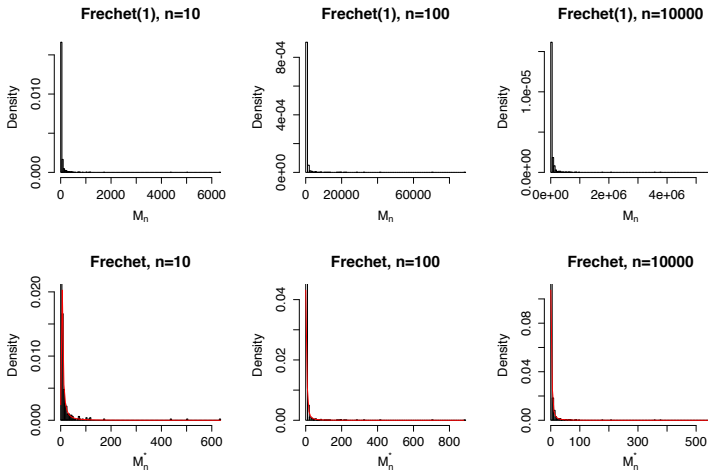 Frechet(1), n=10
Density
0.000
0.010
0
2000
4000
6000
M_n
Frechet(1), n=100
Density
0e+00
4e-04
8e-04
0
20000
60000
M_n
Frechet(1), n=10000
Density
0.0e+00
1.0e-05
0e+00
2e+06
4e+06
M_n
Frechet, n=10
Density
0.000
0.010
0.020
0
200
400
600
M_n^*
Frechet, n=100
Density
0.00
0.02
0.04
0
200
400
600
800
M_n^*
Frechet, n=10000
Density
0.00
0.04
0.08
0
100
300
500
M_n^*